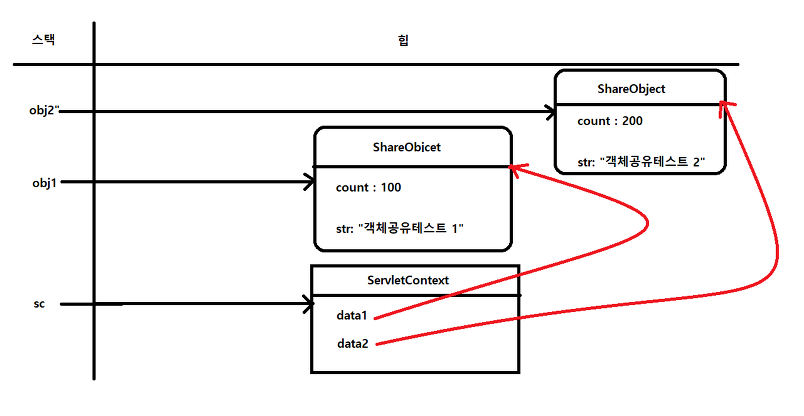 스택
힙
obj2"
ShareObject
count : 200
str: "객체공유테스트 2"
obj1
ShareObjcet
count : 100
str: "객체공유테스트 1"
sc
ServletContext
data1
data2